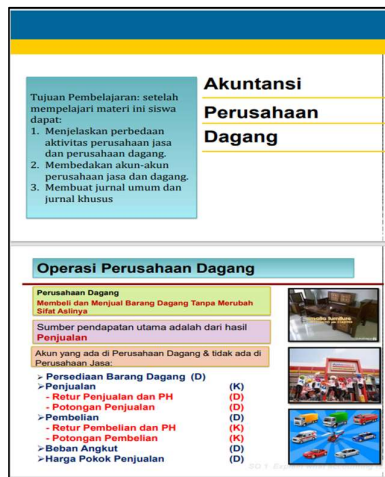 Akuntansi
Perusahaan
Dagang
Tujuan Pembelajaran: setelah
mempelajari materi ini siswa
dapat:
1. Menjelaskan perbedaan
aktivitas perusahaan jasa
dan perusahaan dagang.
2. Membedakan akun-akun
perusahaan jasa dan dagang.
3. Membuat jurnal umum dan
jurnal khusus
Operasi Perusahaan Dagang
Perusahaan Dagang
Membeli dan Menjual Barang Dagang Tanpa Merubah
Sifat Aslinya
Sumber pendapatan utama adalah dari hasil
Penjualan
Akun yang ada di Perusahaan Dagang & tidak ada di
Perusahaan Jasa:
➢ Persediaan Barang Dagang (D)
➢Penjualan (K)
- Retur Penjualan dan PH (D)
- Potongan Penjualan (D)
➢Pembelian (D)
- Retur Pembelian dan PH (K)
- Potongan Pembelian (K)
➢Beban Angkut (D)
➢Harga Pokok Penjualan (D)